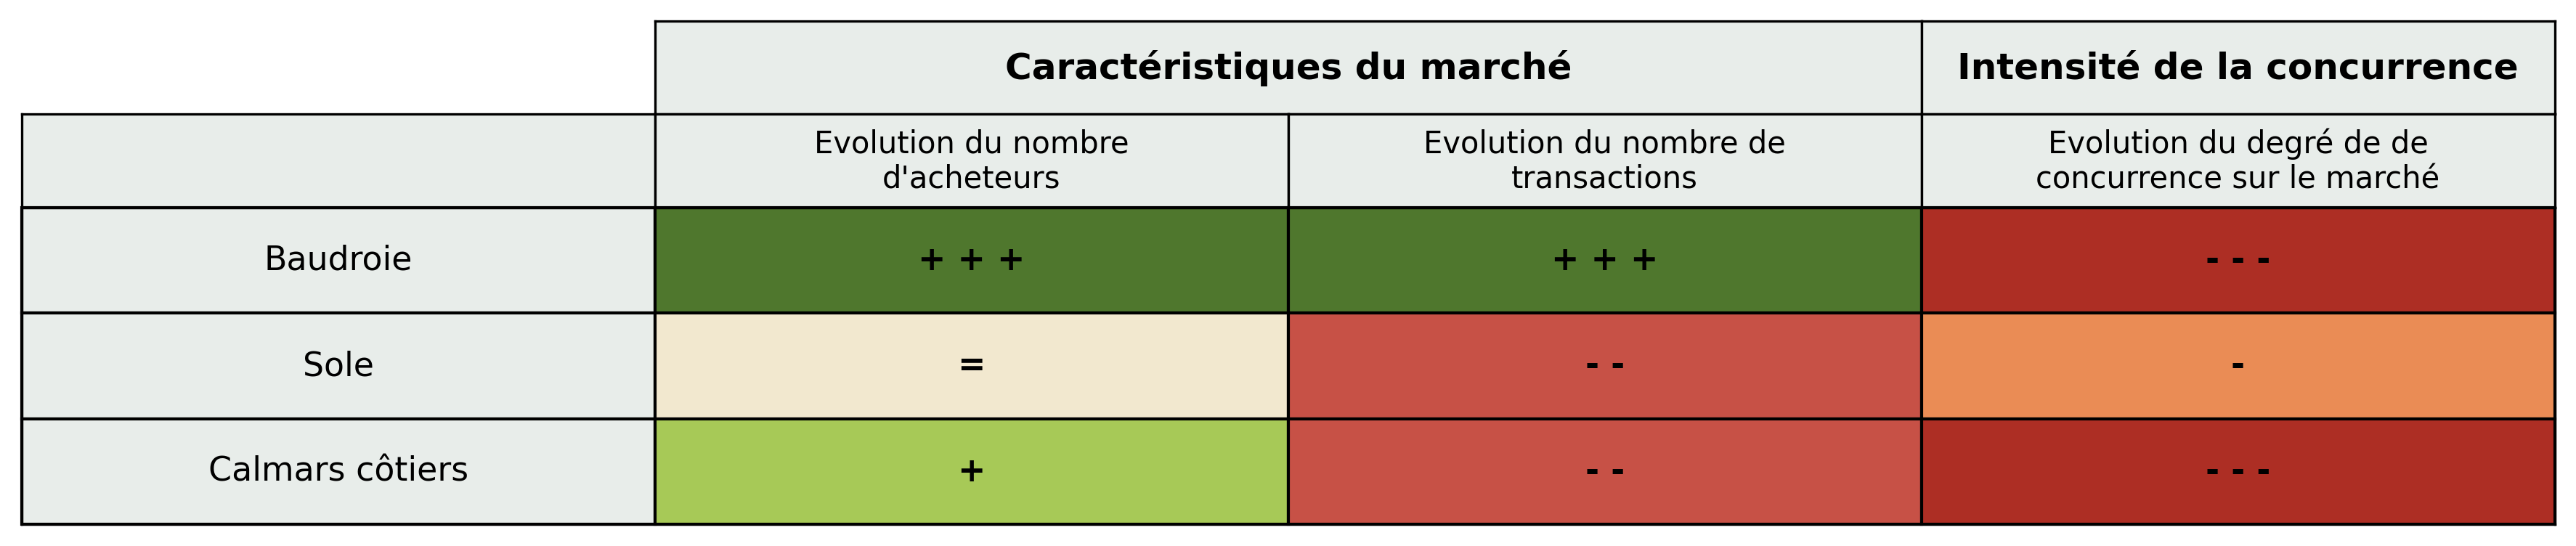 Caractéristiques du marché
Intensité de la concurrence
Evolution du nombre
d'acheteurs
Evolution du nombre de
transactions
Evolution du degré de de
concurrence sur le marché
Baudroie
+ + +
+ + +
- - -
Sole
=
- -
-
Calmars côtiers
+
- -
- - -